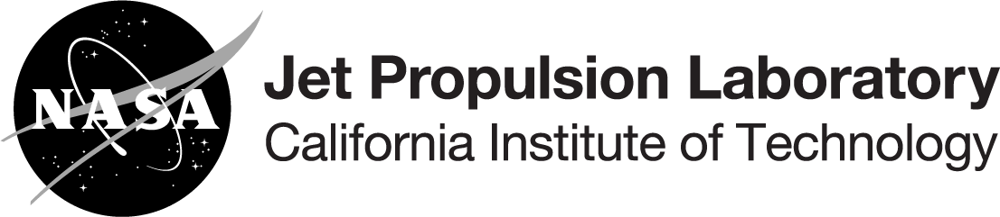 NASA
Jet Propulsion Laboratory
California Institute of Technology